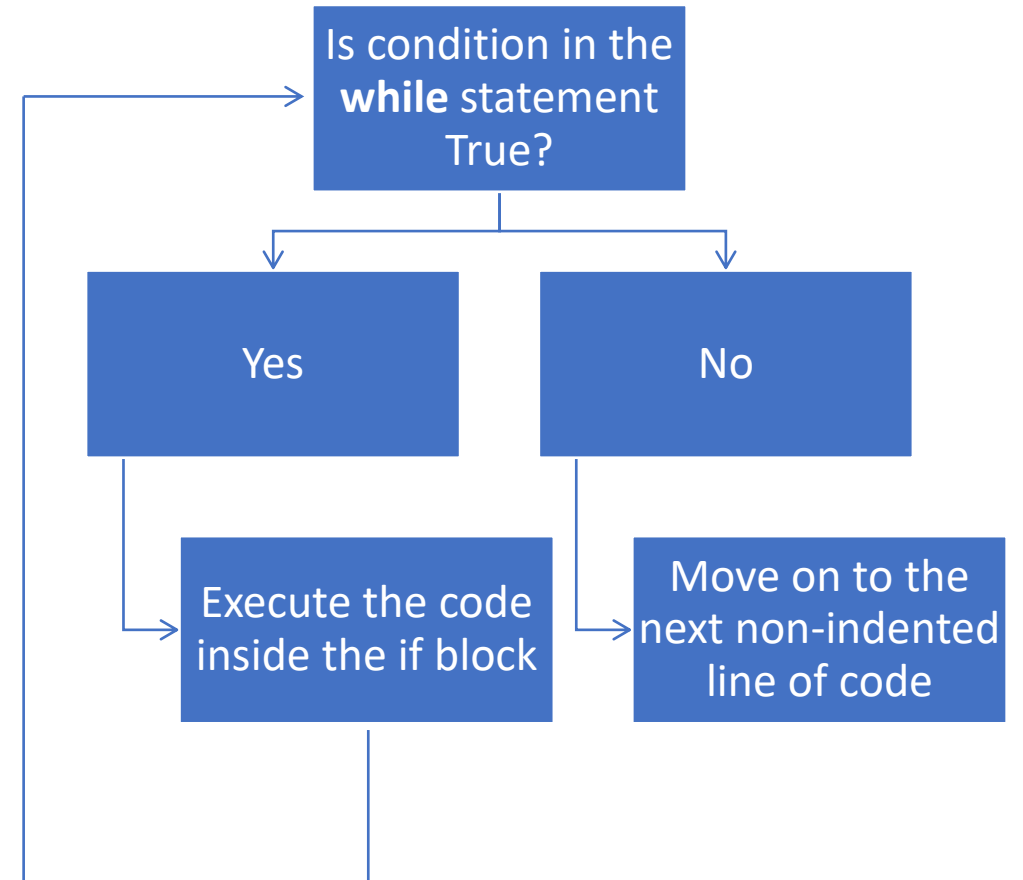 Is condition in the
while statement
True?
Yes
No
Execute the code
inside the if block
Move on to the
next non-indented
line of code